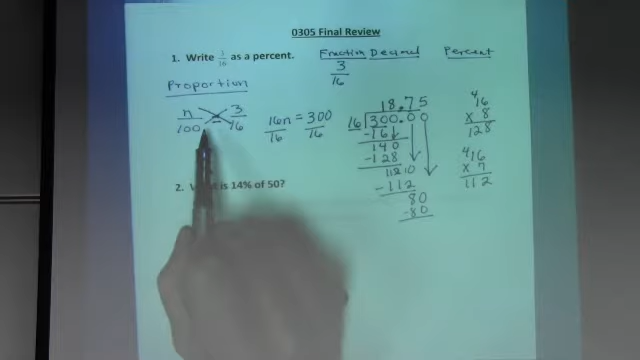 0305 Final Review
1. Write 3/16 as a percent.
Fraction Decimal Percent
3/16
Proportion
n/100 = 3/16
16n/16 = 300/16
18.75
16 300.00
-16
140
-128
1210
-112
80
-80
16
x 8
128
4
16
x 7
112
2. is 14% of 50?